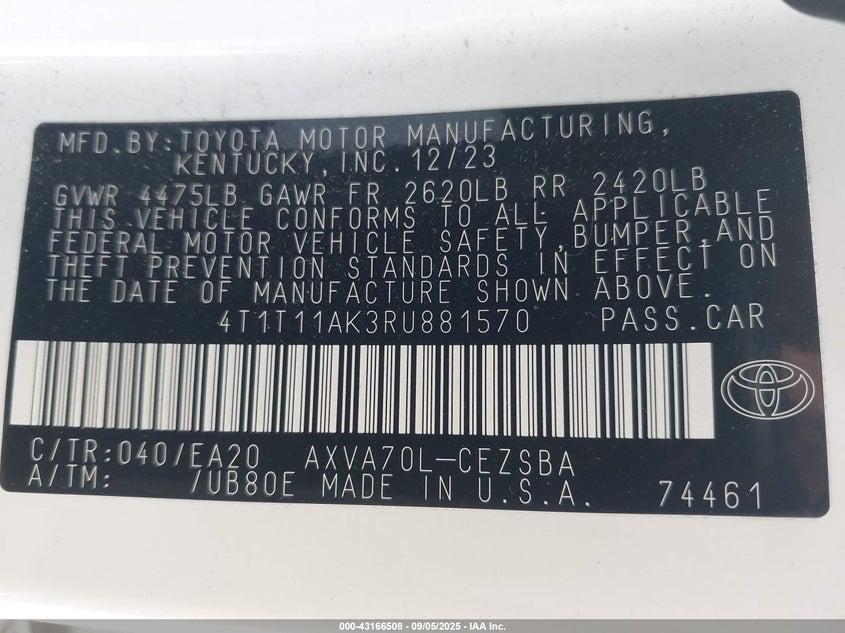 MFD.BY:TOYOTA MOTOR MANUFACTURING,
KENTUCKY,INC.12/23
GVWR 4475LB GAWR FR 2620LB RR 2420LB
THIS VEHICLE CONFORMS TO ALL APPLICABLE
FEDERAL MOTOR VEHICLE SAFETY,BUMPER,AND
THEFT PREVENTION STANDARDS IN EFFECT ON
THE DATE OF MANUFACTURE SHOWN ABOVE.
4T1T11AK3RU881570 PASS.CAR
C/TR:040/EA20 AXVA70L-CEZSBA
A/TM: /UB80E MADE IN U.S.A. 74461
000-43166508 - 09/05/2025 - IAA Inc.